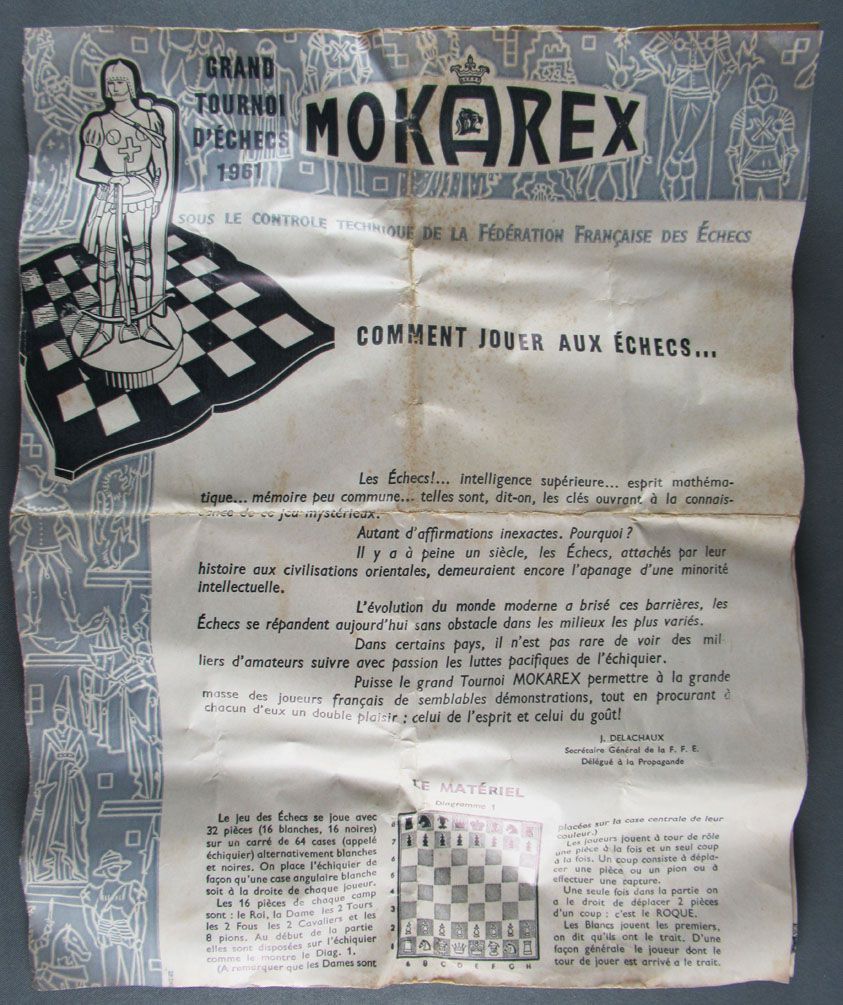 GRAND
TOURNOI
D'ÉCHECS
1961
MOKAREX
SOUS LE CONTROLE TECHNIQUE DE LA FÉDÉRATION FRANÇAISE DES ÉCHECS
COMMENT JOUER AUX ÉCHECS...
Les Échecs!... intelligence supérieure... esprit mathéma-
tique... mémoire peu commune... telles sont, dit-on, les clés ouvrant à la connais-
sance de ce jeu mystérieux.
Autant d'affirmations inexactes. Pourquoi ?
Il y a à peine un siècle, les Échecs, attachés par leur
histoire aux civilisations orientales, demeuraient encore l'apanage d'une minorité
intellectuelle.
L'évolution du monde moderne a brisé ces barrières, les
Échecs se répandent aujourd'hui sans obstacle dans les milieux les plus variés.
Dans certains pays, il n'est pas rare de voir des mil
liers d'amateurs suivre avec passion les luttes pacifiques de l'échiquier.
Puisse le grand Tournoi MOKAREX permettre à la grande
masse des joueurs français de semblables démonstrations, tout en procurant à
chacun d'eux un double plaisir : celui de l'esprit et celui du goût!
J. DELACHAUX
Secrétaire Général de la F. F. E.
Délégué à la Propagande
LE MATÉRIEL
Diagramme 1
Le jeu des Échecs se joue avec
32 pièces (16 blanches, 16 noires)
sur un carré de 64 cases (appelé
échiquier) alternativement blanches
et noires. On place l'échiquier de
façon qu'une case angulaire blanche
soit à la droite de chaque joueur.
Les 16 pièces de chaque camp
sont : le Roi, la Dame les 2 Tours
les 2 Fous les 2 Cavaliers et les
8 pions. Au début de la partie
elles sont disposées sur l'échiquier
comme le montre le Diag. 1.
(A remarquer que les Dames sont
8
7
6
5
4
3
2
1
A B C D E F G H
placées sur la case centrale de leur
couleur.)
Les joueurs jouent à tour de rôle
une pièce à la fois et un seul coup
à la fois. Un coup consiste à dépla-
cer une pièce ou un pion ou à
effectuer une capture.
Une seule fois dans la partie on
a le droit de déplacer 2 pièces
d'un coup : c'est le ROQUE.
Les Blancs jouent les premiers,
on dit qu'ils ont le trait. D'une
façon générale le joueur dont le
tour de jouer est arrivé a le trait.